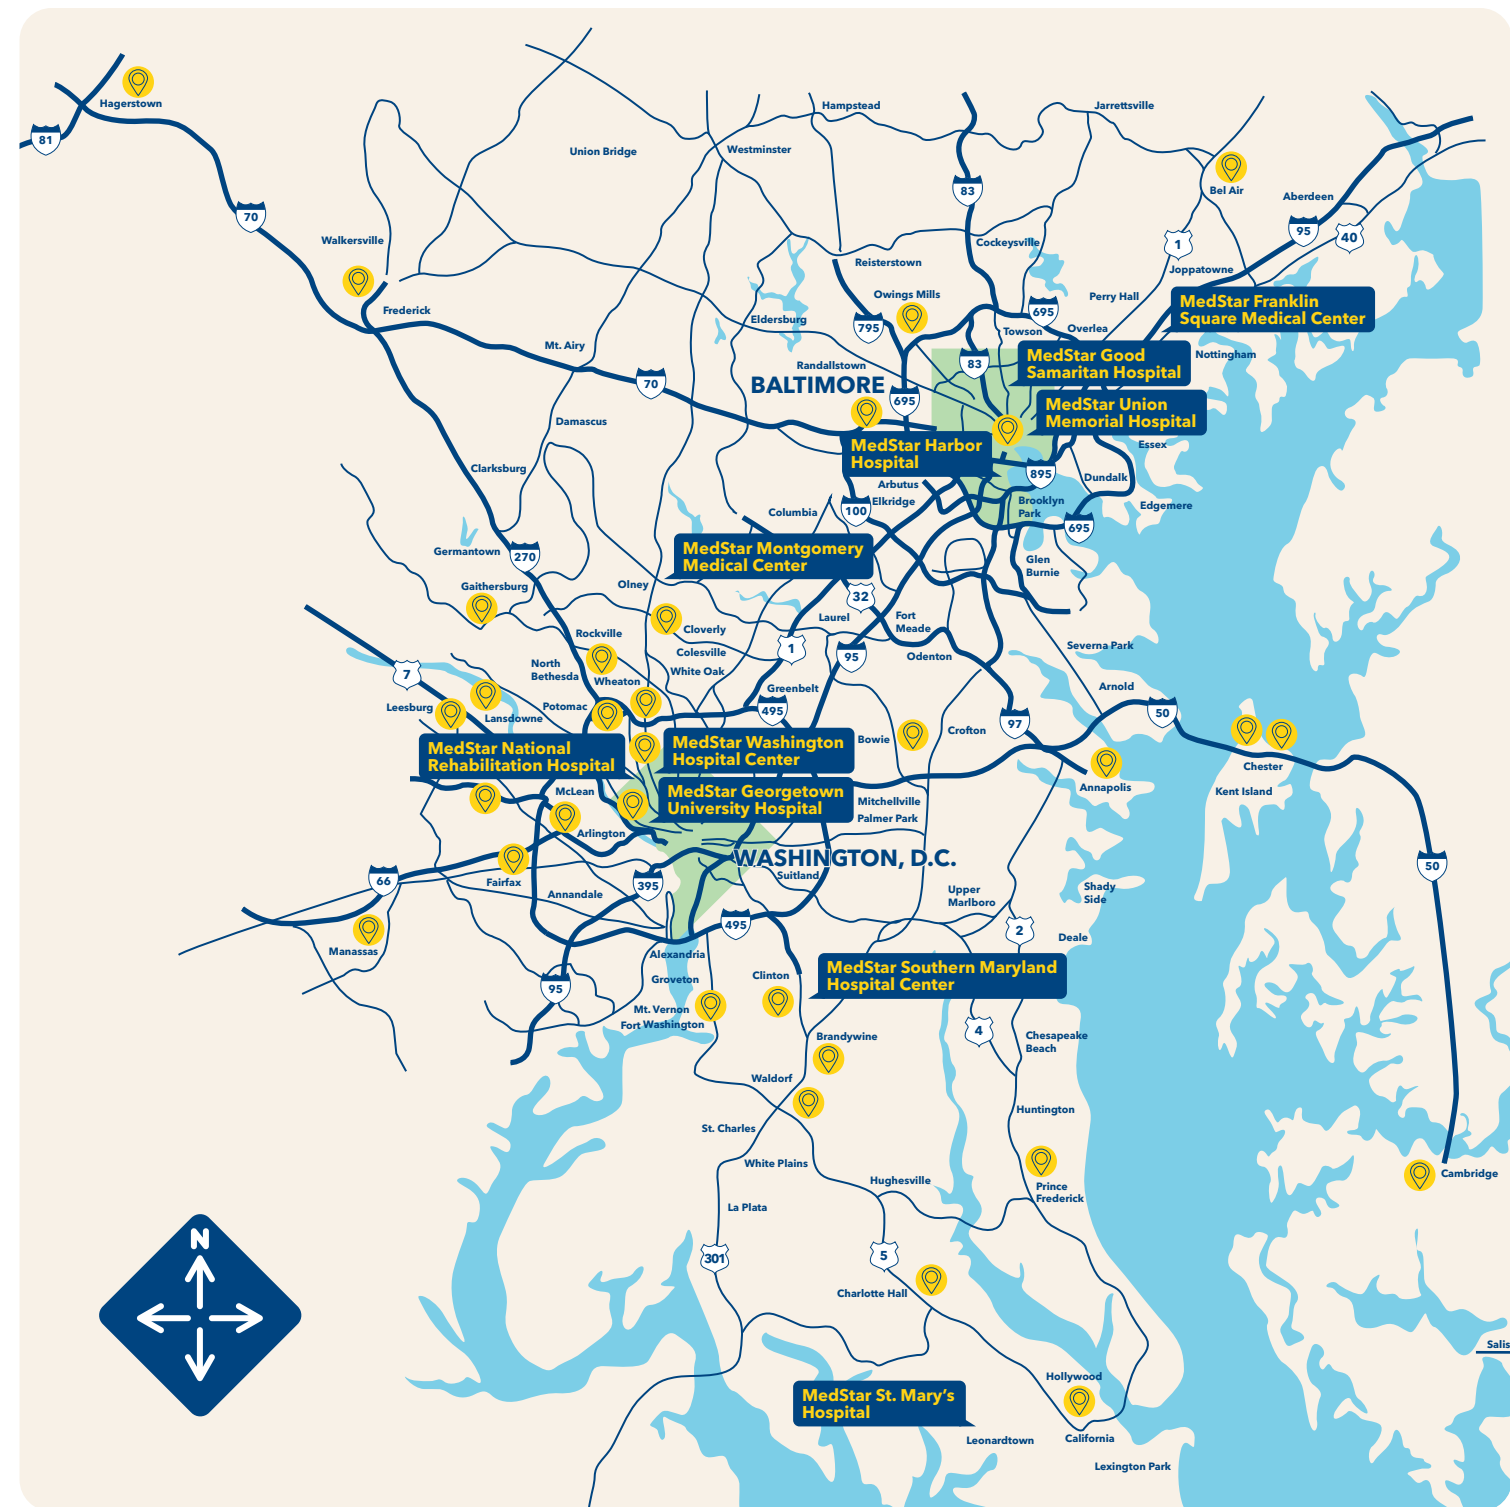 Hampstead
Jarrettsville
Hagerstown
81
Union Bridge
Westminster
83
Bel Air
Aberdeen
70
95
40
Walkersville
Cockeysville
1
Reisterstown
Joppatowne
Owings Mills
Perry Hall
Frederick
Eldersburg
795
695
Towson
Overlea
MedStar Franklin
Square Medical Center
Mt. Airy
Randallstown
83
MedStar Good
Samaritan Hospital
Nottingham
70
BALTIMORE
695
MedStar Union
Memorial Hospital
Damascus
MedStar Harbor
Hospital
Essex
Clarksburg
895
Dundalk
Arbutus
Elkridge
100
Columbia
Brooklyn
Park
Edgemere
695
Germantown
270
MedStar Montgomery
Medical Center
Glen
Burnie
Gaithersburg
Olney
32
Laurel
Fort
Meade
Cloverly
Rockville
Colesville
1
95
Odenton
Severna Park
North
Bethesda
White Oak
7
Wheaton
Greenbelt
Arnold
Leesburg
Lansdowne
Potomac
495
97
50
Bowie
Crofton
MedStar National
Rehabilitation Hospital
MedStar Washington
Hospital Center
Chester
Annapolis
Kent Island
McLean
MedStar Georgetown
University Hospital
Mitchellville
Palmer Park
Arlington
WASHINGTON, D.C.
50
66
Fairfax
395
Suitland
Annandale
Upper
Marlboro
Shady
Side
495
2
Deale
Manassas
Alexandria
Groveton
Clinton
MedStar Southern Maryland
Hospital Center
95
Mt. Vernon
Fort Washington
Brandywine
4
Chesapeake
Beach
Waldorf
Huntington
St. Charles
White Plains
Cambridge
Hughesville
Prince
Frederick
La Plata
N
301
5
Charlotte Hall
Salis
Hollywood
MedStar St. Mary's
Hospital
Leonardtown
California
Lexington Park